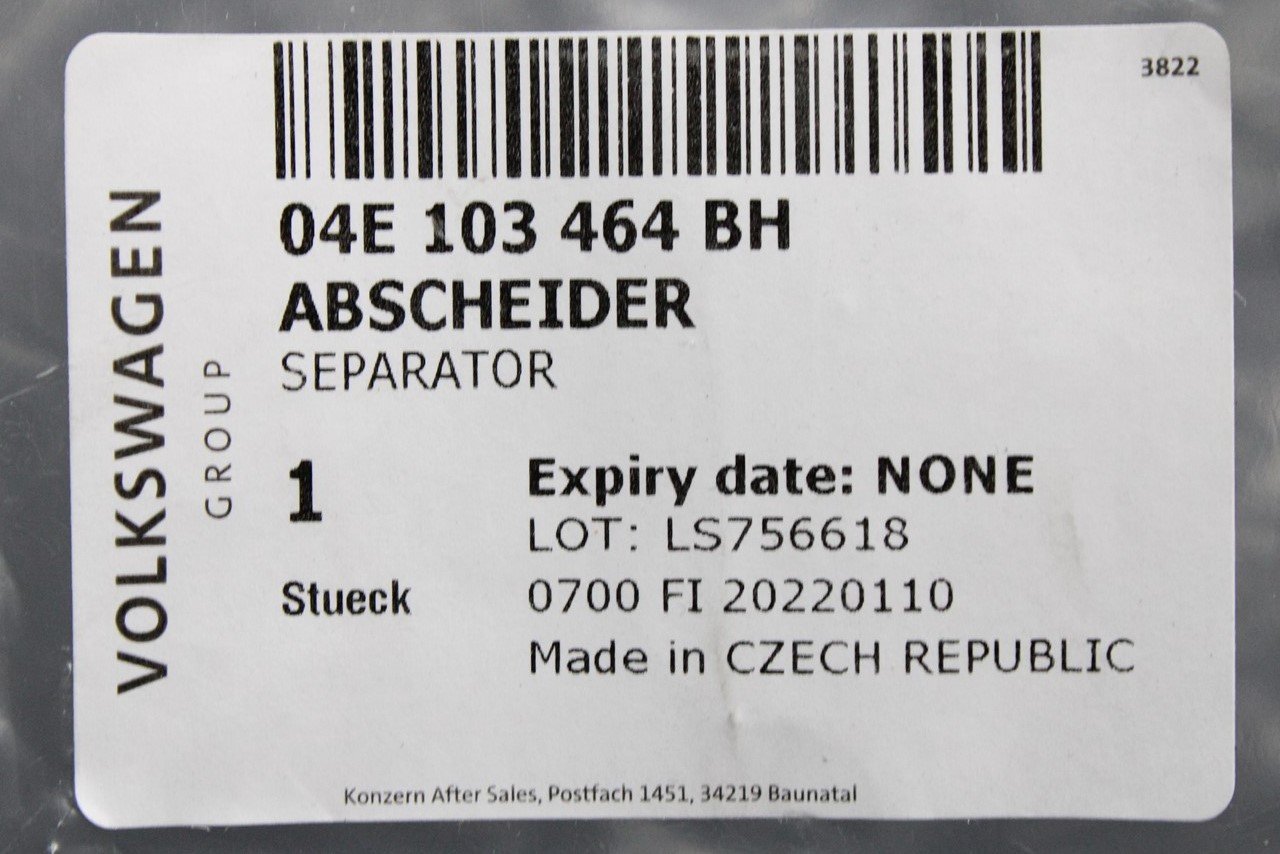 3822
VOLKSWAGEN
GROUP
04E 103 464 BH
ABSCHEIDER
SEPARATOR
1
Expiry date: NONE
LOT: LS756618
Stueck
0700 FI 20220110
Made in CZECH REPUBLIC
Konzern After Sales, Postfach 1451, 34219 Baunatal